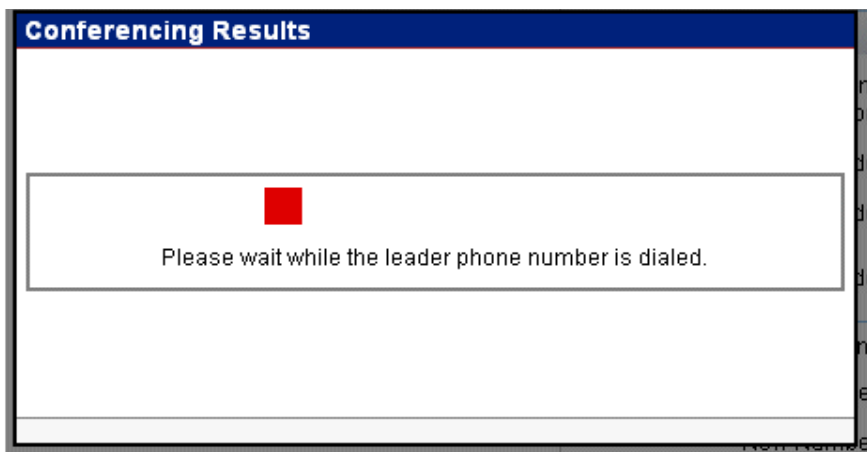 Conferencing Results
Please wait while the leader phone number is dialed.